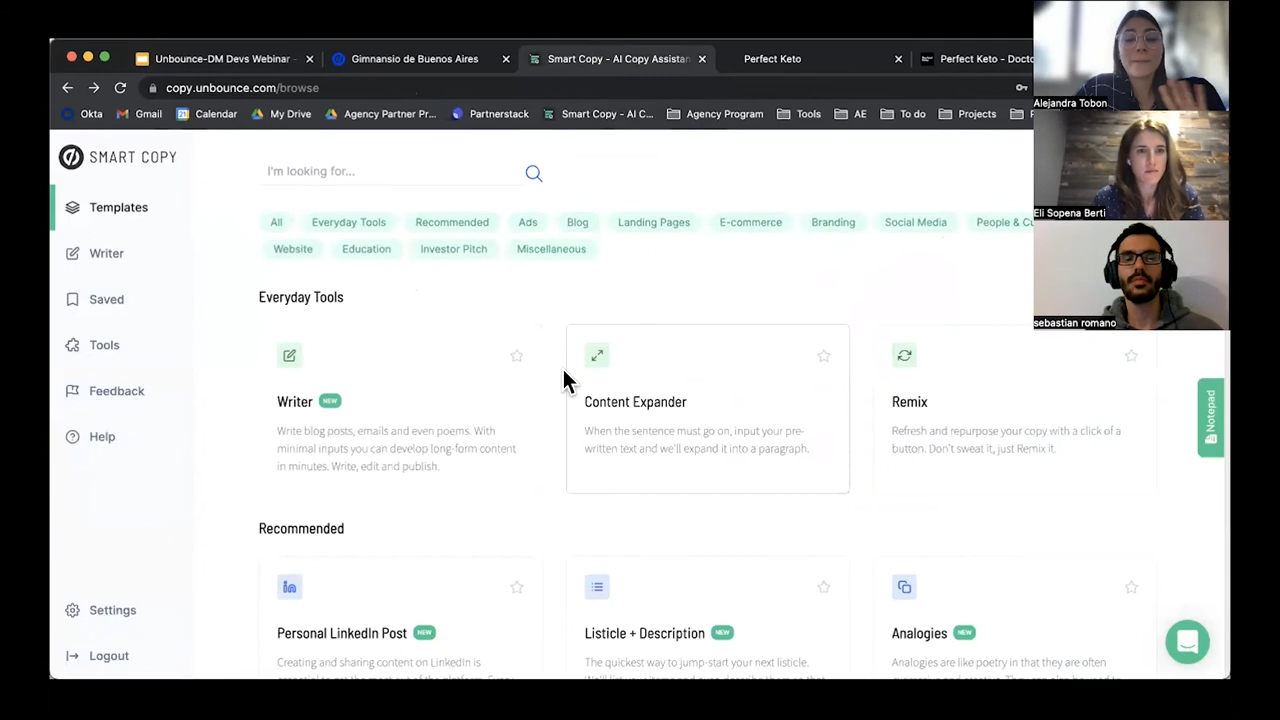 Unbounce-DM Devs Webinar -
Gimnansio de Buenos Aires
Smart Copy - AI Copy Assistan
Perfect Keto
Perfect Keto - Docto
copy.unbounce.com/browse
Okta
Gmail
Calendar
My Drive
Agency Partner Pr...
Partnerstack
Smart Copy - AI C...
Agency Program
Tools
AE
To do
Projects
Alejandra Tobon
Eli Sopena Berti
sebastian romano
SMART COPY
Templates
Writer
Saved
Tools
Feedback
Help
Settings
Logout
I'm looking for...
All
Everyday Tools
Recommended
Ads
Blog
Landing Pages
E-commerce
Branding
Social Media
People & Cu
Website
Education
Investor Pitch
Miscellaneous
Everyday Tools
Writer NEW
Write blog posts, emails and even poems. With
minimal inputs you can develop long-form content
in minutes. Write, edit and publish.
Content Expander
When the sentence must go on, input your pre-
written text and we'll expand it into a paragraph.
Remix
Refresh and repurpose your copy with a click of a
button. Don't sweat it, just Remix it.
Notepad
Recommended
Personal LinkedIn Post NEW
Creating and sharing content on LinkedIn is
Listicle + Description NEW
The quickest way to jump-start your next listicle.
Analogies NEW
Analogies are like poetry in that they are often